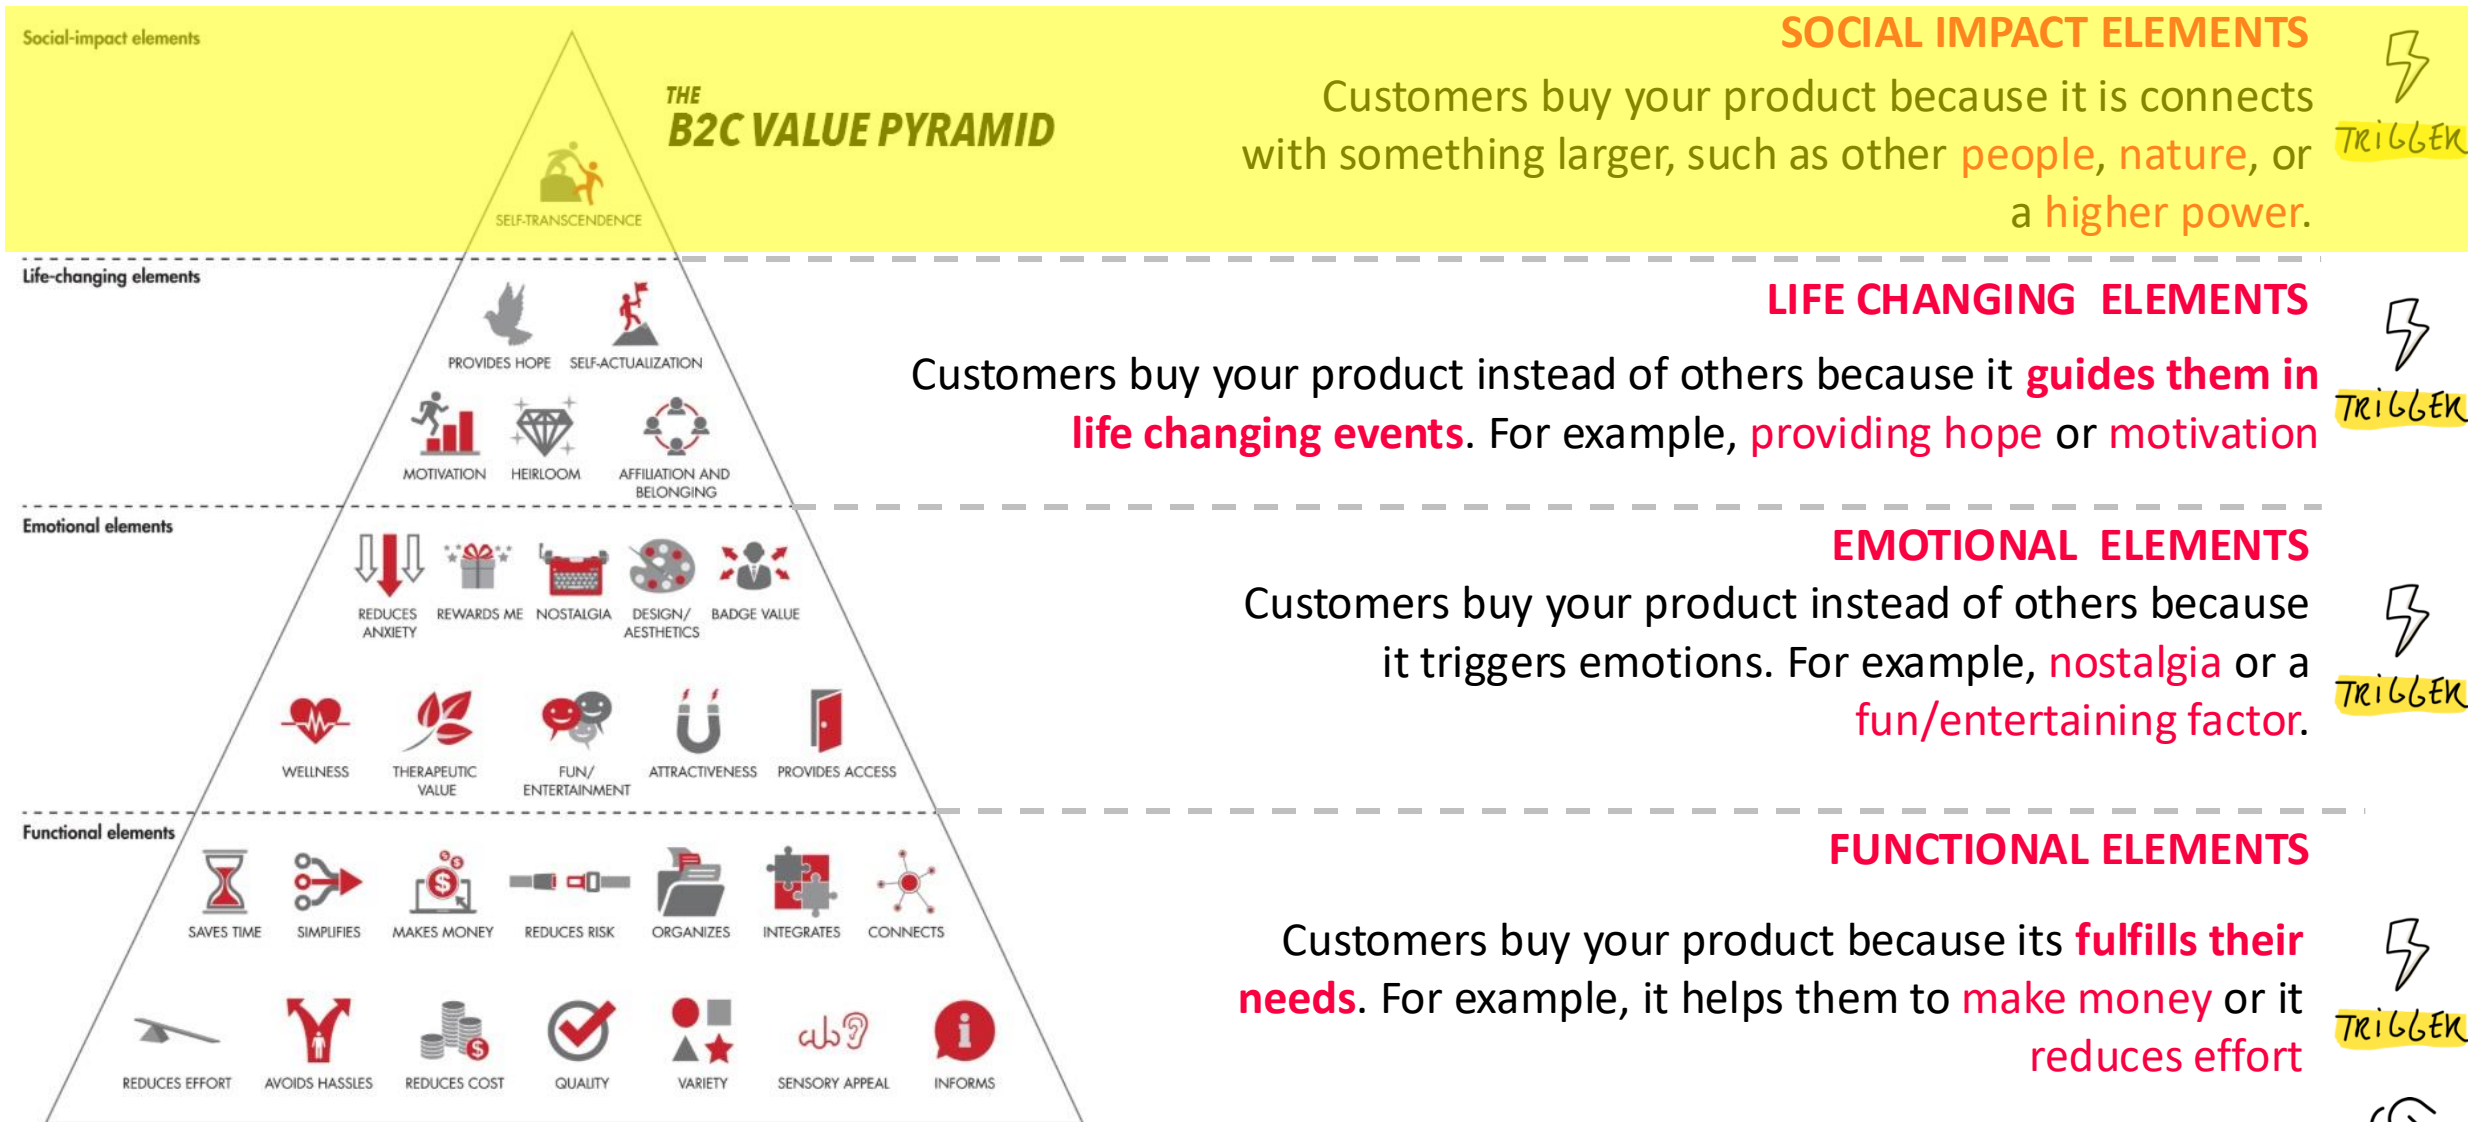 Social-impact elements
THE
B2C VALUE PYRAMID
SELF-TRANSCENDENCE
SOCIAL IMPACT ELEMENTS
Customers buy your product because it is connects
with something larger, such as other people, nature, or
a higher power.
TRIGGER
Life-changing elements
PROVIDES HOPE
SELF-ACTUALIZATION
MOTIVATION
HEIRLOOM
AFFILIATION AND
BELONGING
LIFE CHANGING ELEMENTS
Customers buy your product instead of others because it guides them in
life changing events. For example, providing hope or motivation
TRIGGER
Emotional elements
REDUCES
ANXIETY
REWARDS ME
NOSTALGIA
DESIGN/
AESTHETICS
BADGE VALUE
WELLNESS
THERAPEUTIC
VALUE
FUN/
ENTERTAINMENT
ATTRACTIVENESS
PROVIDES ACCESS
EMOTIONAL ELEMENTS
Customers buy your product instead of others because
it triggers emotions. For example, nostalgia or a
fun/entertaining factor.
TRIGGER
Functional elements
SAVES TIME
SIMPLIFIES
MAKES MONEY
REDUCES RISK
ORGANIZES
INTEGRATES
CONNECTS
REDUCES EFFORT
AVOIDS HASSLES
REDUCES COST
QUALITY
VARIETY
SENSORY APPEAL
INFORMS
FUNCTIONAL ELEMENTS
Customers buy your product because its fulfills their
needs. For example, it helps them to make money or it
reduces effort
TRIGGER